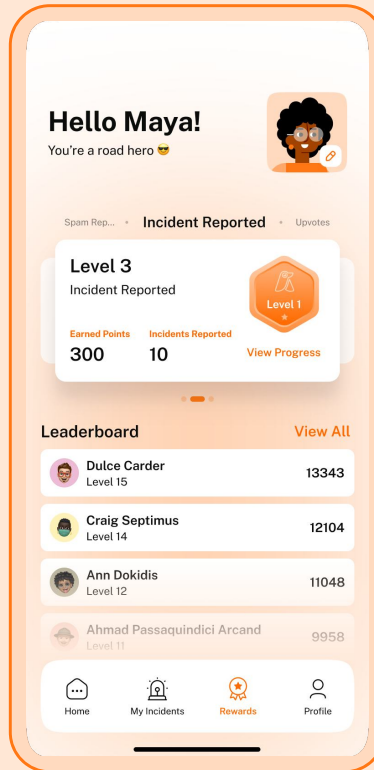 Hello Maya!
You're a road hero 😎
Spam Rep... • Incident Reported • Upvotes
Level 3
Incident Reported
Level 1
Earned Points Incidents Reported
300 10 View Progress
Leaderboard View All
Dulce Carder
Level 15
13343
Craig Septimus
Level 14
12104
Ann Dokidis
Level 12
11048
Ahmad Passaquindici Arcand
Level 11
9958
Home My Incidents Rewards Profile